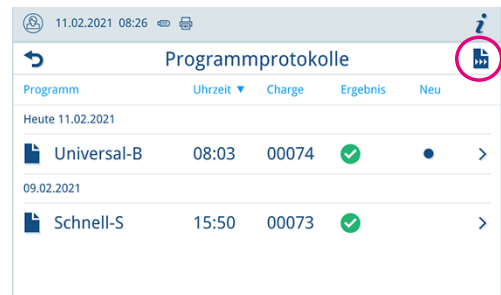 11.02.2021 08:26 i
Programmprotokolle
Programm Uhrzeit ▼ Charge Ergebnis Neu
Heute 11.02.2021
Universal-B 08:03 00074
09.02.2021
Schnell-S 15:50 00073